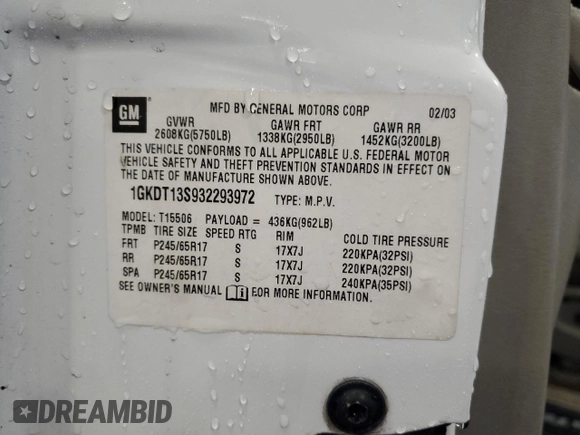 GM
MFD BY GENERAL MOTORS CORP 02/03
GVWR GAWR FRT GAWR RR
2608KG(5750LB) 1338KG(2950LB) 1452KG(3200LB)
THIS VEHICLE CONFORMS TO ALL APPLICABLE U.S. FEDERAL MOTOR
VEHICLE SAFETY AND THEFT PREVENTION STANDARDS IN EFFECT ON
THE DATE OF MANUFACTURE SHOWN ABOVE.
1GKDT13S932293972 TYPE: M.P.V.
MODEL: T15506 PAYLOAD = 436KG(962LB)
TPMB TIRE SIZE SPEED RTG RIM COLD TIRE PRESSURE
FRT P245/65R17 S 17X7J 220KPA(32PSI)
RR P245/65R17 S 17X7J 220KPA(32PSI)
SPA P245/65R17 S 17X7J 240KPA(35PSI)
SEE OWNER'S MANUAL FOR MORE INFORMATION.
DREAMBID